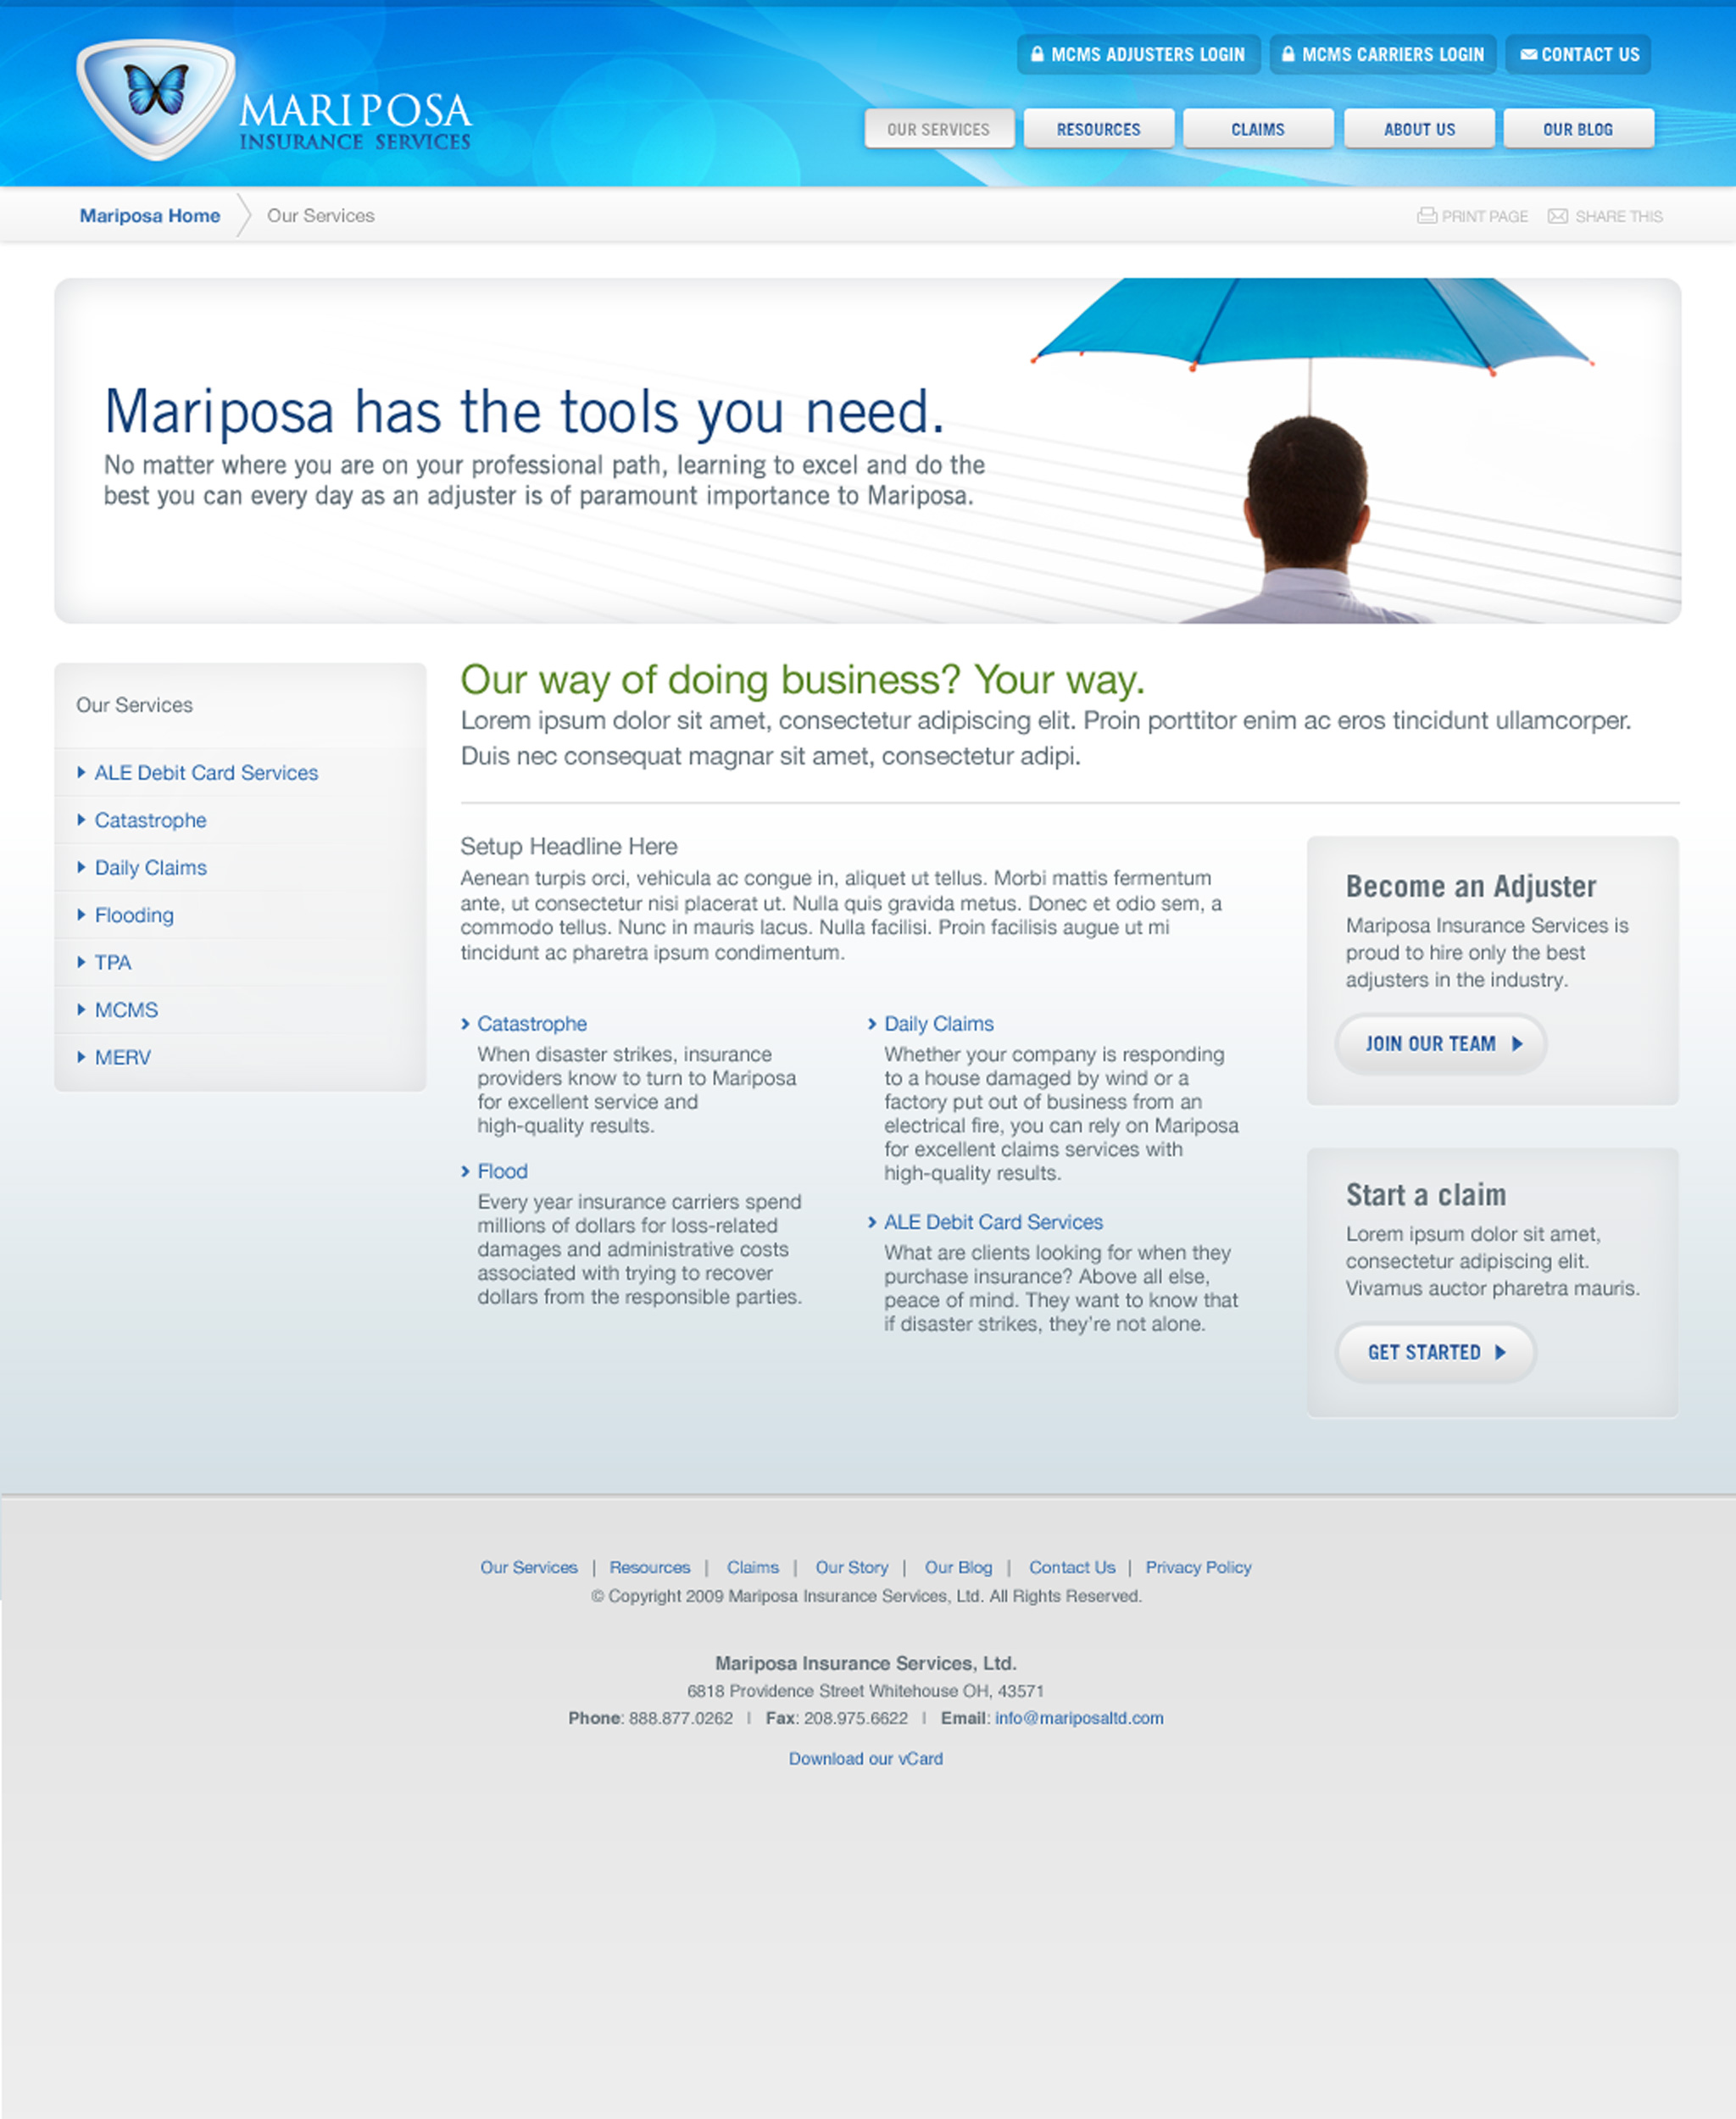 MCMS ADJUSTERS LOGIN
MCMS CARRIERS LOGIN
CONTACT US
MARIPOSA
INSURANCE SERVICES
OUR SERVICES
RESOURCES
CLAIMS
ABOUT US
OUR BLOG
Mariposa Home
Our Services
PRINT PAGE
SHARE THIS
Mariposa has the tools you need.
No matter where you are on your professional path, learning to excel and do the
best you can every day as an adjuster is of paramount importance to Mariposa.
Our Services
ALE Debit Card Services
Catastrophe
Daily Claims
Flooding
TPA
MCMS
MERV
Our way of doing business? Your way.
Lorem ipsum dolor sit amet, consectetur adipiscing elit. Proin porttitor enim ac eros tincidunt ullamcorper.
Duis nec consequat magnar sit amet, consectetur adipi.
Setup Headline Here
Aenean turpis orci, vehicula ac congue in, aliquet ut tellus. Morbi mattis fermentum
ante, ut consectetur nisi placerat ut. Nulla quis gravida metus. Donec et odio sem, a
commodo tellus. Nunc in mauris lacus. Nulla facilisi. Proin facilisis augue ut mi
tincidunt ac pharetra ipsum condimentum.
Catastrophe
When disaster strikes, insurance
providers know to turn to Mariposa
for excellent service and
high-quality results.
Flood
Every year insurance carriers spend
millions of dollars for loss-related
damages and administrative costs
associated with trying to recover
dollars from the responsible parties.
Daily Claims
Whether your company is responding
to a house damaged by wind or a
factory put out of business from an
electrical fire, you can rely on Mariposa
for excellent claims services with
high-quality results.
ALE Debit Card Services
What are clients looking for when they
purchase insurance? Above all else,
peace of mind. They want to know that
if disaster strikes, they're not alone.
Become an Adjuster
Mariposa Insurance Services is
proud to hire only the best
adjusters in the industry.
JOIN OUR TEAM
Start a claim
Lorem ipsum dolor sit amet,
consectetur adipiscing elit.
Vivamus auctor pharetra mauris.
GET STARTED
Our Services | Resources | Claims | Our Story | Our Blog | Contact Us | Privacy Policy
© Copyright 2009 Mariposa Insurance Services, Ltd. All Rights Reserved.
Mariposa Insurance Services, Ltd.
6818 Providence Street Whitehouse OH, 43571
Phone: 888.877.0262 | Fax: 208.975.6622 | Email: info@mariposaltd.com
Download our vCard